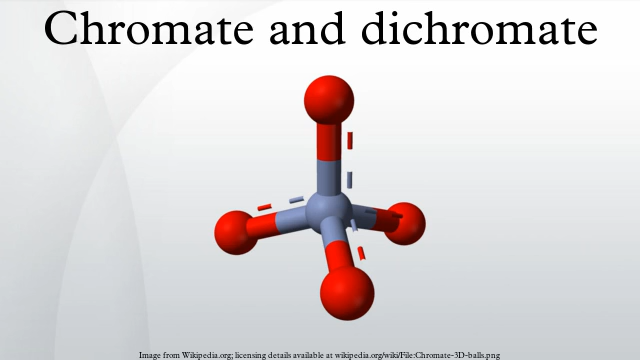 Chromate and dichromate
Image from Wikipedia.org; licensing details available at wikipedia.org/wiki/File:Chromate-3D-balls.png